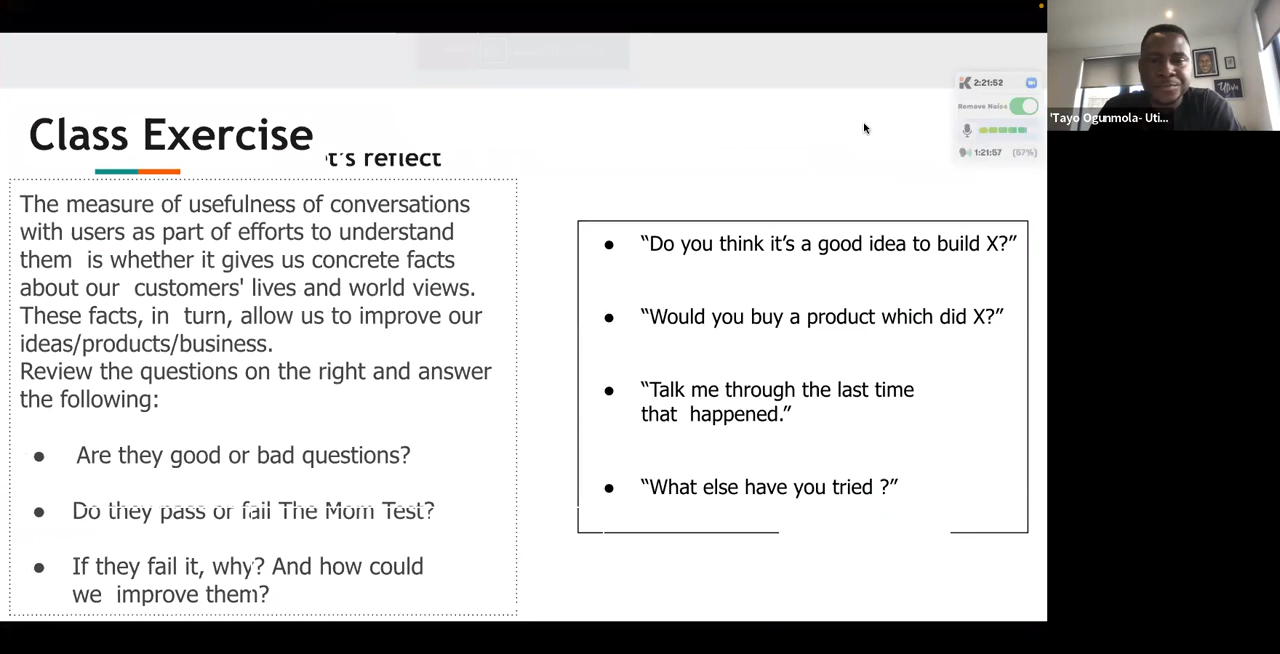 2:21:52
Remove Noise
1:21:57 (57%)
'Tayo Ogunmola- Uti...
Utiva
Class Exercise
t's reflect
The measure of usefulness of conversations
with users as part of efforts to understand
them is whether it gives us concrete facts
about our customers' lives and world views.
These facts, in turn, allow us to improve our
ideas/products/business.
Review the questions on the right and answer
the following:
● Are they good or bad questions?
● Do they pass or fail The Mom Test?
● If they fail it, why? And how could
we improve them?
● “Do you think it’s a good idea to build X?”
● “Would you buy a product which did X?”
● “Talk me through the last time
that happened.”
● “What else have you tried ?”